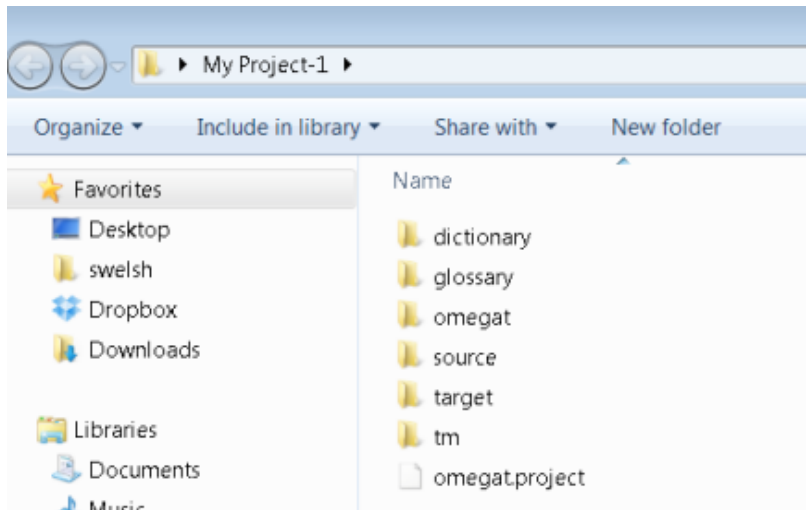 My Project-1
Organize Include in library Share with New folder
Favorites
Desktop
swelsh
Dropbox
Downloads
Libraries
Documents
Music
Name
dictionary
glossary
omegat
source
target
tm
omegat.project